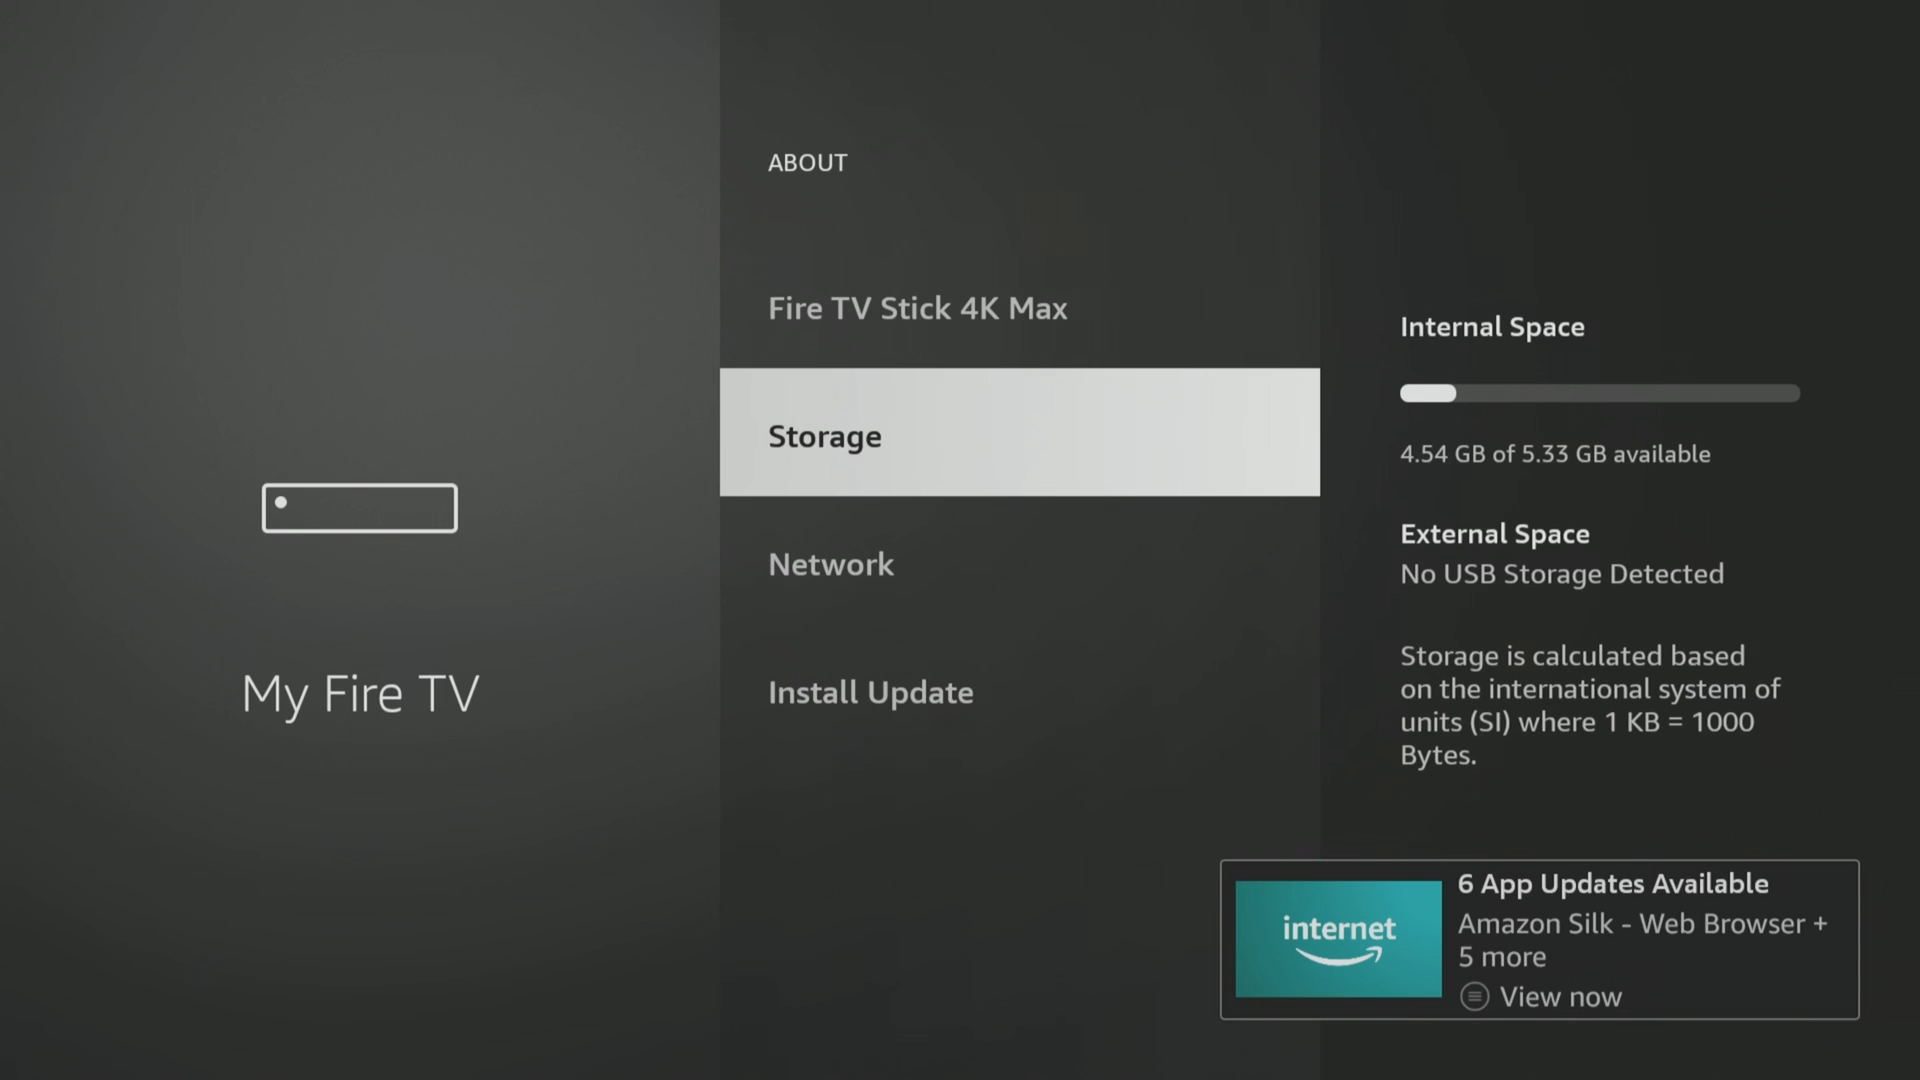 My Fire TV
ABOUT
Fire TV Stick 4K Max
Storage
Network
Install Update
Internal Space
4.54 GB of 5.33 GB available
External Space
No USB Storage Detected
Storage is calculated based
on the international system of
units (SI) where 1 KB = 1000
Bytes.
internet
6 App Updates Available
Amazon Silk - Web Browser +
5 more
View now